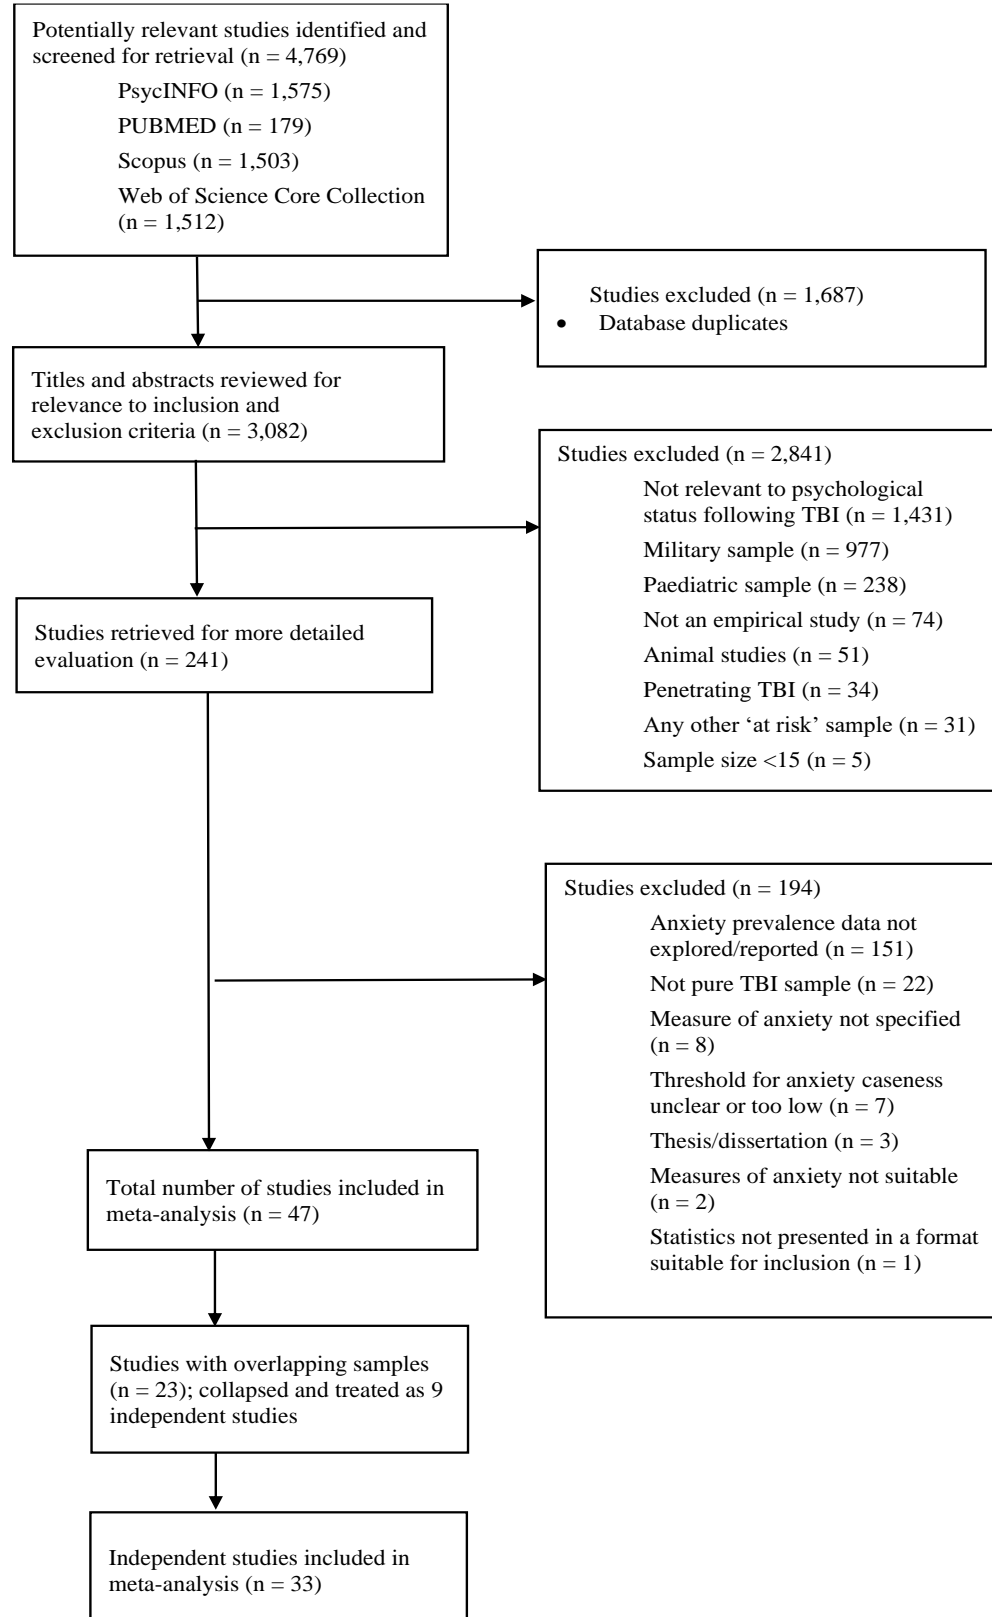 Potentially relevant studies identified and
screened for retrieval (n = 4,769)
PsycINFO (n = 1,575)
PUBMED (n = 179)
Scopus (n = 1,503)
Web of Science Core Collection
(n = 1,512)
Studies excluded (n = 1,687)
• Database duplicates
Titles and abstracts reviewed for
relevance to inclusion and
exclusion criteria (n = 3,082)
Studies excluded (n = 2,841)
Not relevant to psychological
status following TBI (n = 1,431)
Military sample (n = 977)
Paediatric sample (n = 238)
Not an empirical study (n = 74)
Animal studies (n = 51)
Penetrating TBI (n = 34)
Any other ‘at risk’ sample (n = 31)
Sample size <15 (n = 5)
Studies retrieved for more detailed
evaluation (n = 241)
Studies excluded (n = 194)
Anxiety prevalence data not
explored/reported (n = 151)
Not pure TBI sample (n = 22)
Measure of anxiety not specified
(n = 8)
Threshold for anxiety caseness
unclear or too low (n = 7)
Thesis/dissertation (n = 3)
Measures of anxiety not suitable
(n = 2)
Statistics not presented in a format
suitable for inclusion (n = 1)
Total number of studies included in
meta-analysis (n = 47)
Studies with overlapping samples
(n = 23); collapsed and treated as 9
independent studies
Independent studies included in
meta-analysis (n = 33)